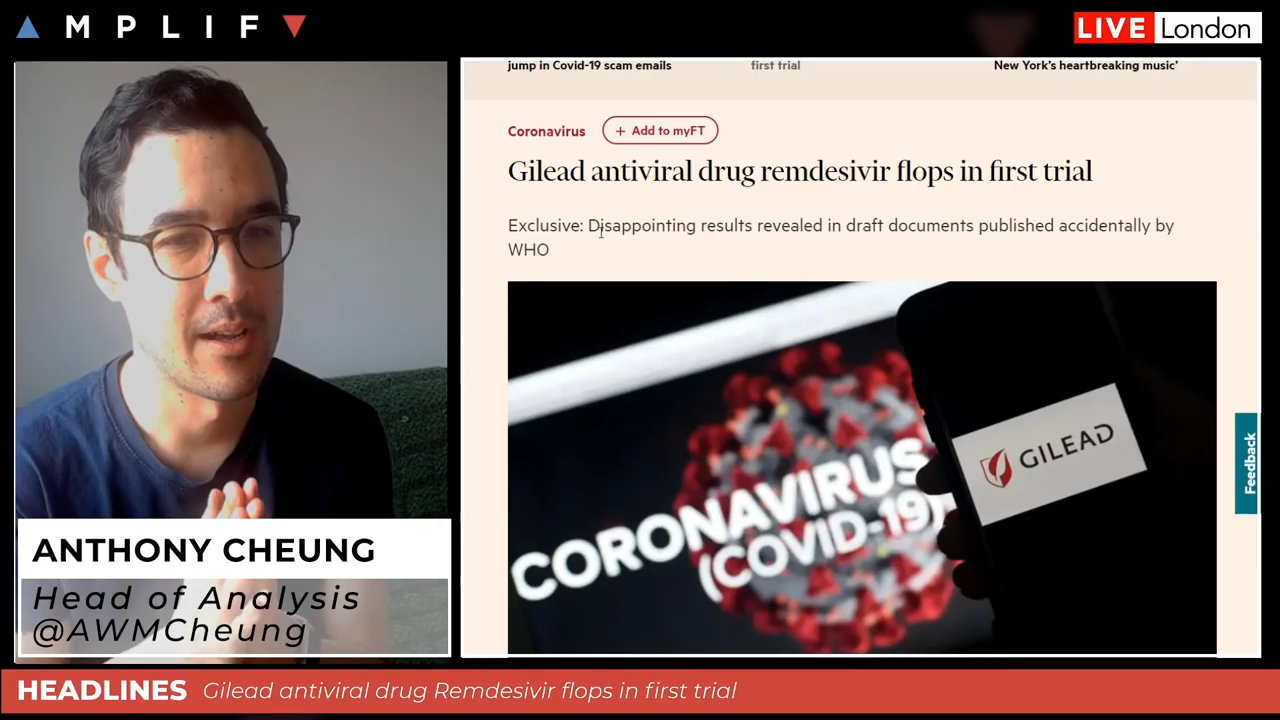 AMPLIFY
LIVE London
jump in Covid-19 scam emails
first trial
New York's heartbreaking music'
Coronavirus
+ Add to myFT
Gilead antiviral drug remdesivir flops in first trial
Exclusive: Disappointing results revealed in draft documents published accidentally by
WHO
CORONAVIRUS
(COVID-19)
GILEAD
Feedback
ANTHONY CHEUNG
Head of Analysis
@AWMCheung
HEADLINES Gilead antiviral drug Remdesivir flops in first trial